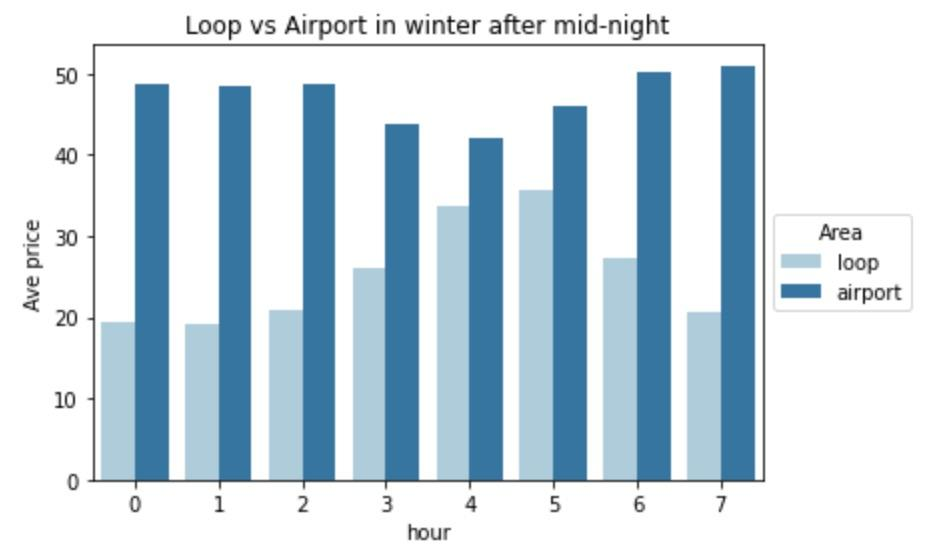 Loop vs Airport in winter after mid-night
50
40
30
20
10
0
Ave price
0 1 2 3 4 5 6 7
hour
Area
loop
airport